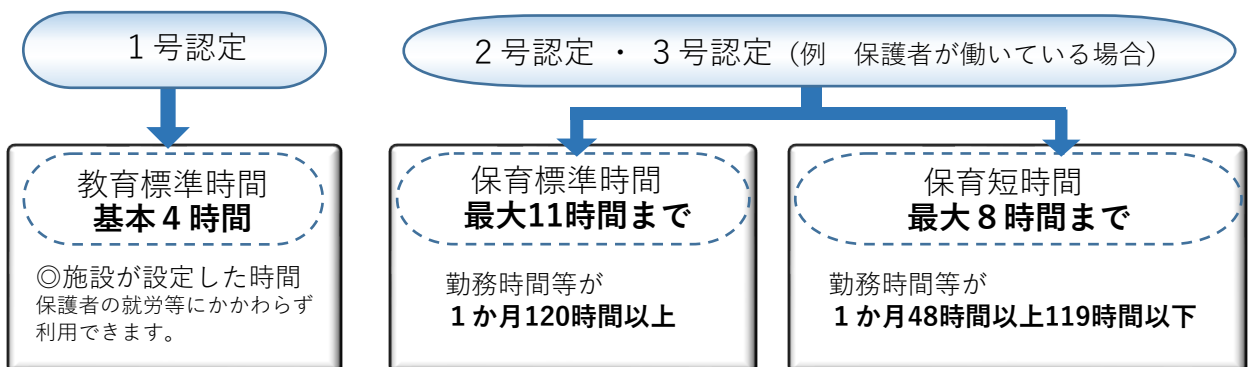 １号認定
２号認定 ・ ３号認定（例　保護者が働いている場合）
教育標準時間
基本４時間
◎施設が設定した時間
保護者の就労等にかかわらず
利用できます。
保育標準時間
最大11時間まで
勤務時間等が
１か月120時間以上
保育短時間
最大８時間まで
勤務時間等が
１か月48時間以上119時間以下